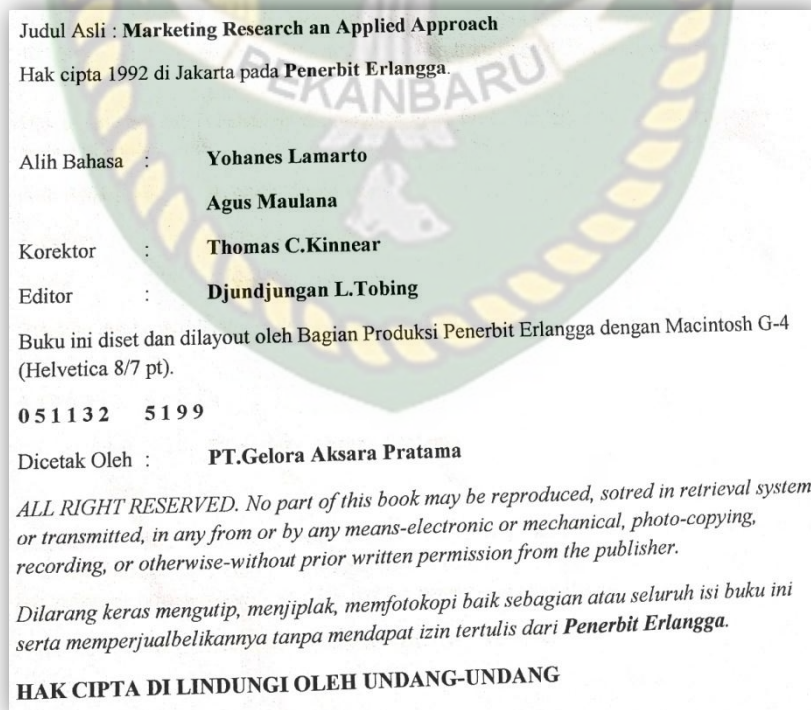 Judul Asli : Marketing Research an Applied Approach
Hak cipta 1992 di Jakarta pada Penerbit Erlangga.
PEKANBARU
Alih Bahasa : Yohanes Lamarto
Agus Maulana
Korektor : Thomas C.Kinnear
Editor : Djundjungan L.Tobing
Buku ini diset dan dilayout oleh Bagian Produksi Penerbit Erlangga dengan Macintosh G-4
(Helvetica 8/7 pt).
051132 5199
Dicetak Oleh : PT.Gelora Aksara Pratama
ALL RIGHT RESERVED. No part of this book may be reproduced, sotred in retrieval system
or transmitted, in any from or by any means-electronic or mechanical, photo-copying,
recording, or otherwise-without prior written permission from the publisher.
Dilarang keras mengutip, menjiplak, memfotokopi baik sebagian atau seluruh isi buku ini
serta memperjualbelikannya tanpa mendapat izin tertulis dari Penerbit Erlangga.
HAK CIPTA DI LINDUNGI OLEH UNDANG-UNDANG